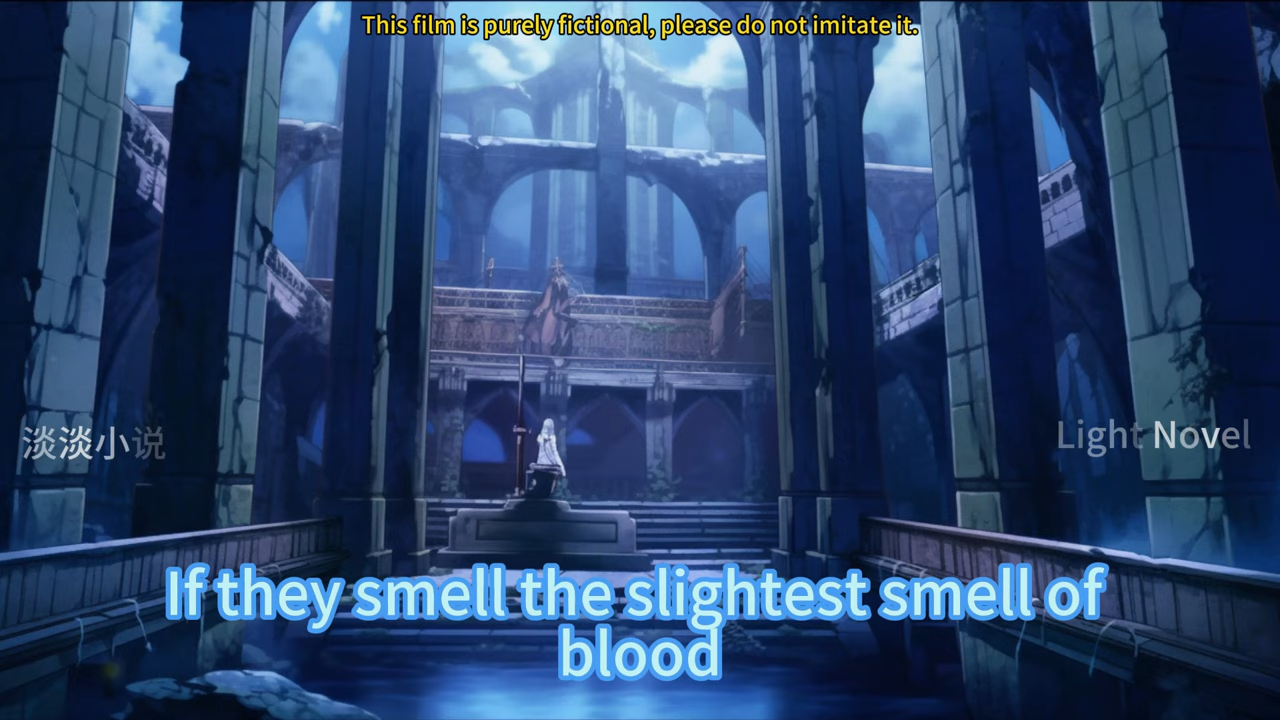 This film is purely fictional, please do not imitate it.
淡淡小说
Light Novel
If they smell the slightest smell of
blood